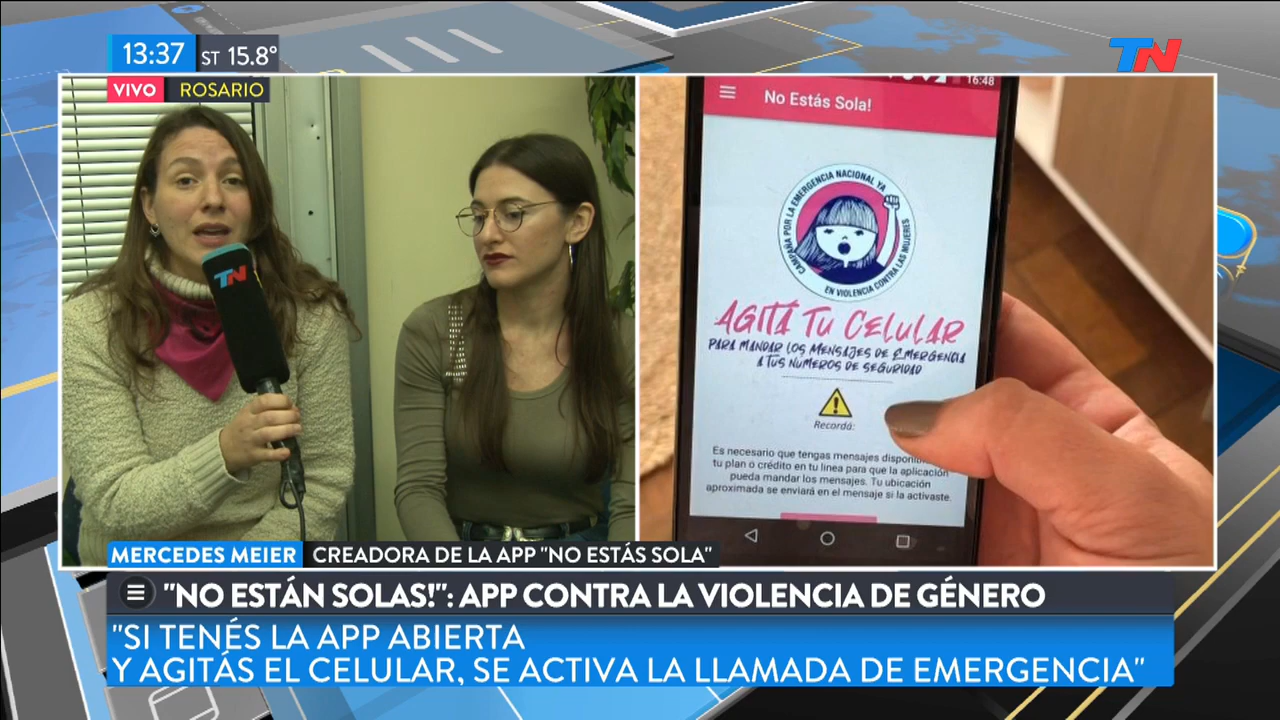 13:37 ST 15.8°
TN
VIVO ROSARIO
TN
16:48
No Estás Sola!
CAMPAÑA POR LA EMERGENCIA NACIONAL YA
EN VIOLENCIA CONTRA LAS MUJERES
AGITÁ TU CELULAR
PARA MANDAR LOS MENSAJES DE EMERGENCIA
A TUS NÚMEROS DE SEGURIDAD
Recordá:
Es necesario que tengas mensajes
tu plan o crédito en tu linea para que la aplicación
pueda mandar los mensajes. Tu ubicación
aproximada se enviará en el mensaje si la activaste.
MERCEDES MEIER CREADORA DE LA APP "NO ESTÁS SOLA"
"NO ESTÁN SOLAS!": APP CONTRA LA VIOLENCIA DE GÉNERO
"SI TENÉS LA APP ABIERTA
Y AGITÁS EL CELULAR, SE ACTIVA LA LLAMADA DE EMERGENCIA"